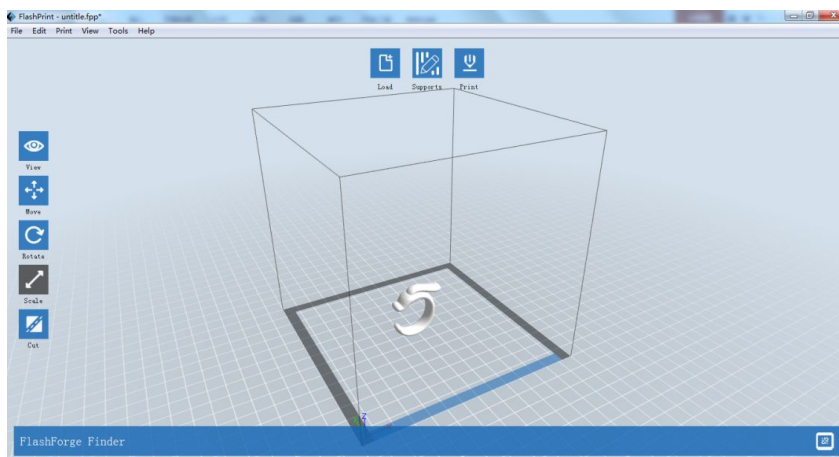 FlashPrint - untitle.fpp*
File Edit Print View Tools Help
Load Supports Print
View
Move
Rotate
Scale
Cut
Z
FlashForge Finder